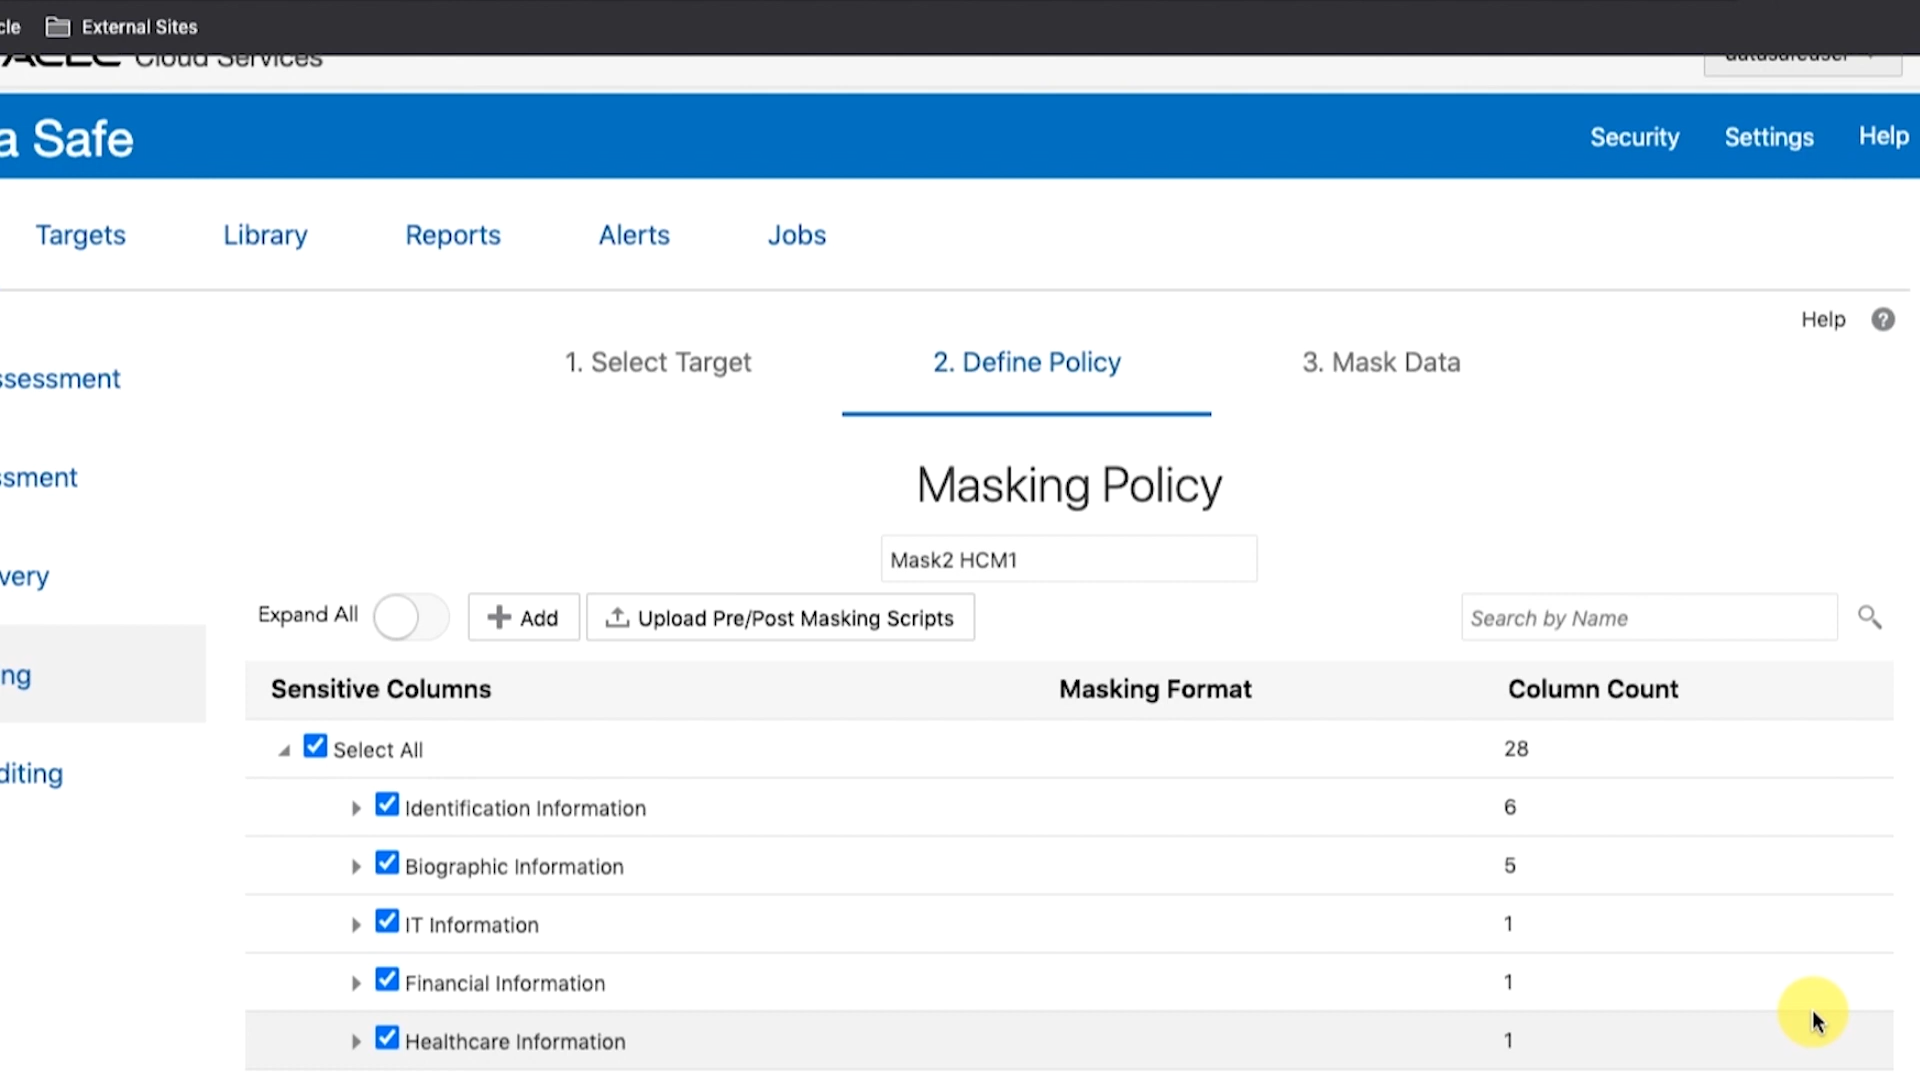 cle External Sites
Cloud Services
a Safe Security Settings Help
Targets Library Reports Alerts Jobs
Help ?
1. Select Target 2. Define Policy 3. Mask Data
ssessment
Masking Policy
ssment
Mask2 HCM1
very
Expand All Add Upload Pre/Post Masking Scripts Search by Name
ng
Sensitive Columns Masking Format Column Count
Select All 28
diting
Identification Information 6
Biographic Information 5
IT Information 1
Financial Information 1
Healthcare Information 1